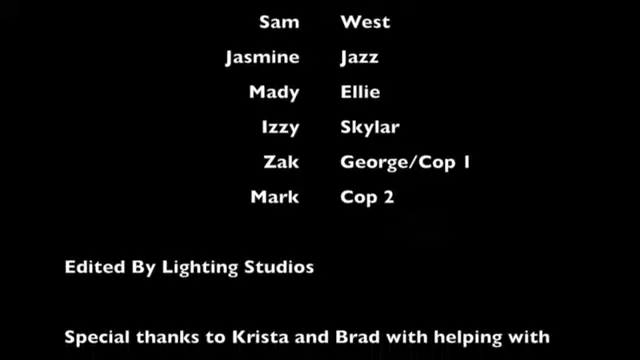 Sam West
Jasmine Jazz
Mady Ellie
Izzy Skylar
Zak George/Cop 1
Mark Cop 2
Edited By Lighting Studios
Special thanks to Krista and Brad with helping with